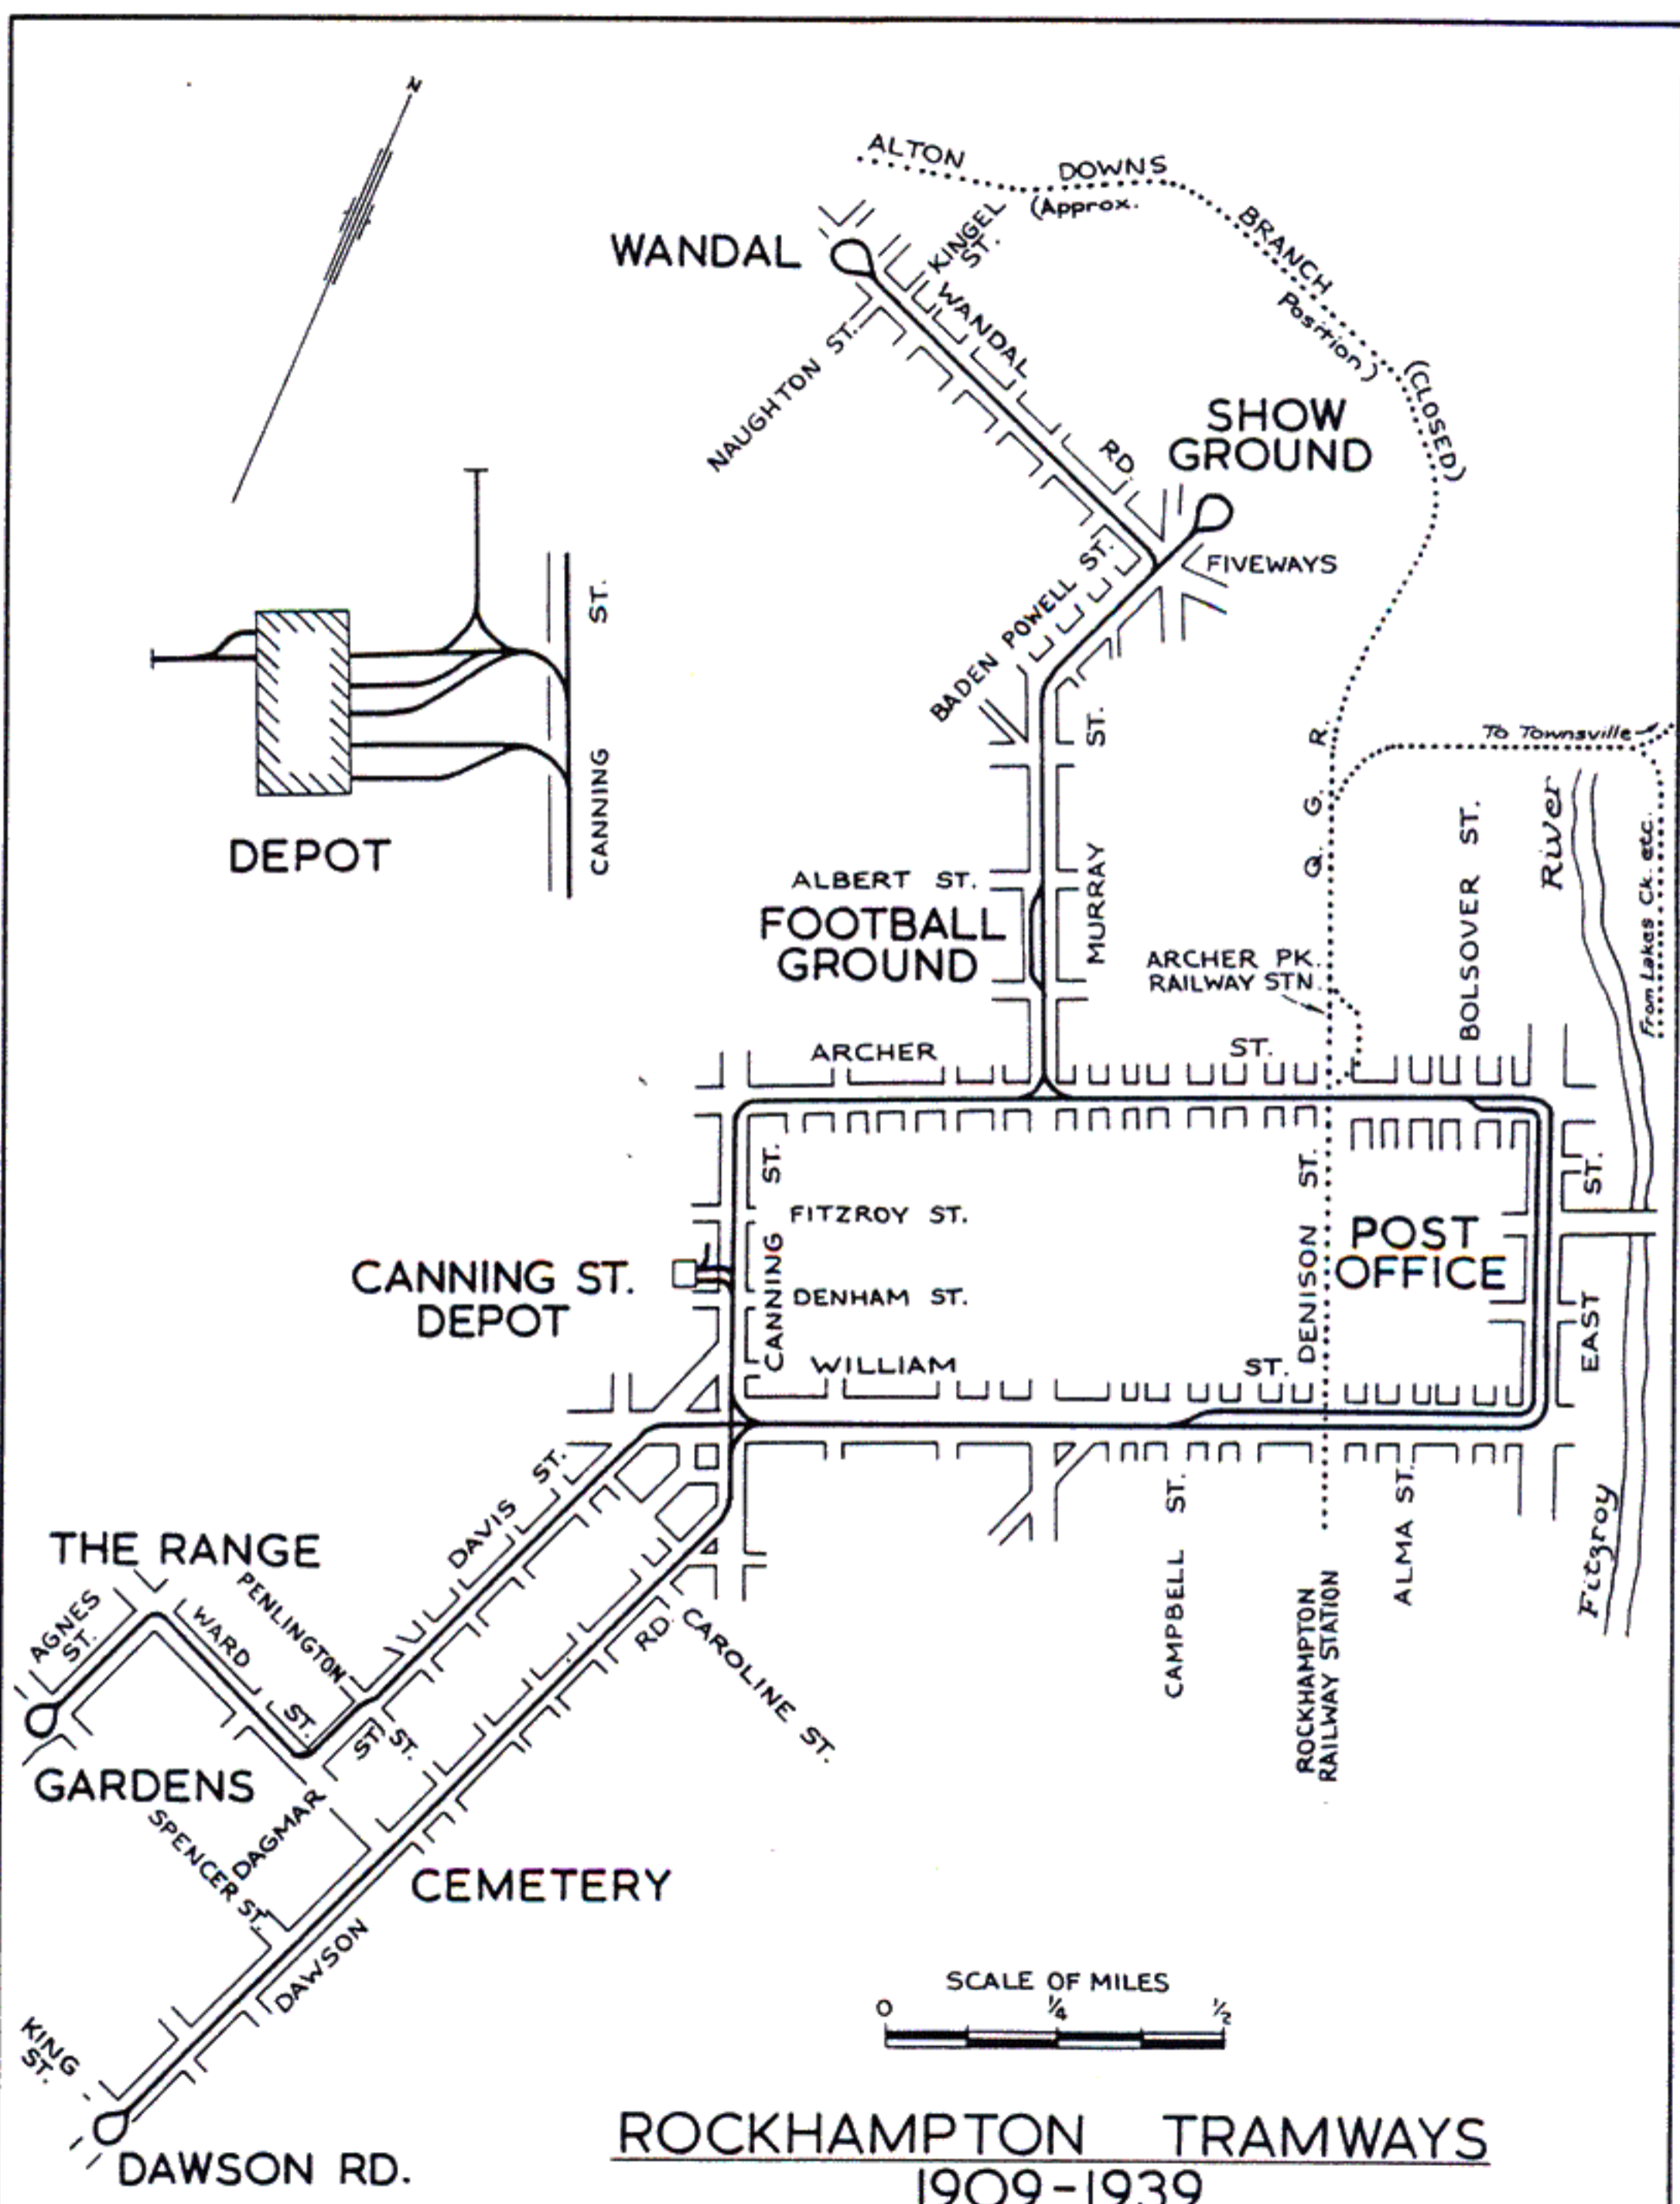 N
ALTON DOWNS BRANCH (CLOSED)
(Approx. Position)
WANDAL
KINGEL
ST.
WANDAL RD.
NAUGHTON ST.
SHOW
GROUND
FIVEWAYS
BADEN POWELL ST.
ST.
CANNING
DEPOT
MURRAY ST.
Q. G. R.
To Townsville
River
From Lakes Ck. etc.
BOLSOVER ST.
ALBERT ST.
FOOTBALL
GROUND
ARCHER PK.
RAILWAY STN.
ARCHER ST.
CANNING ST.
FITZROY ST.
DENISON ST.
POST
OFFICE
EAST ST.
CANNING ST.
DEPOT
DENHAM ST.
WILLIAM ST.
DAVIS ST.
Fitzroy
CAMPBELL ST.
ALMA ST.
ROCKHAMPTON
RAILWAY STATION
THE RANGE
AGNES
ST.
WARD ST.
PENLINGTON ST.
CAROLINE ST.
GARDENS
DAGMAR ST.
SPENCER ST.
CEMETERY
DAWSON RD.
KING
ST.
DAWSON RD.
SCALE OF MILES
0 1/4 1/2
ROCKHAMPTON TRAMWAYS
1909-1939